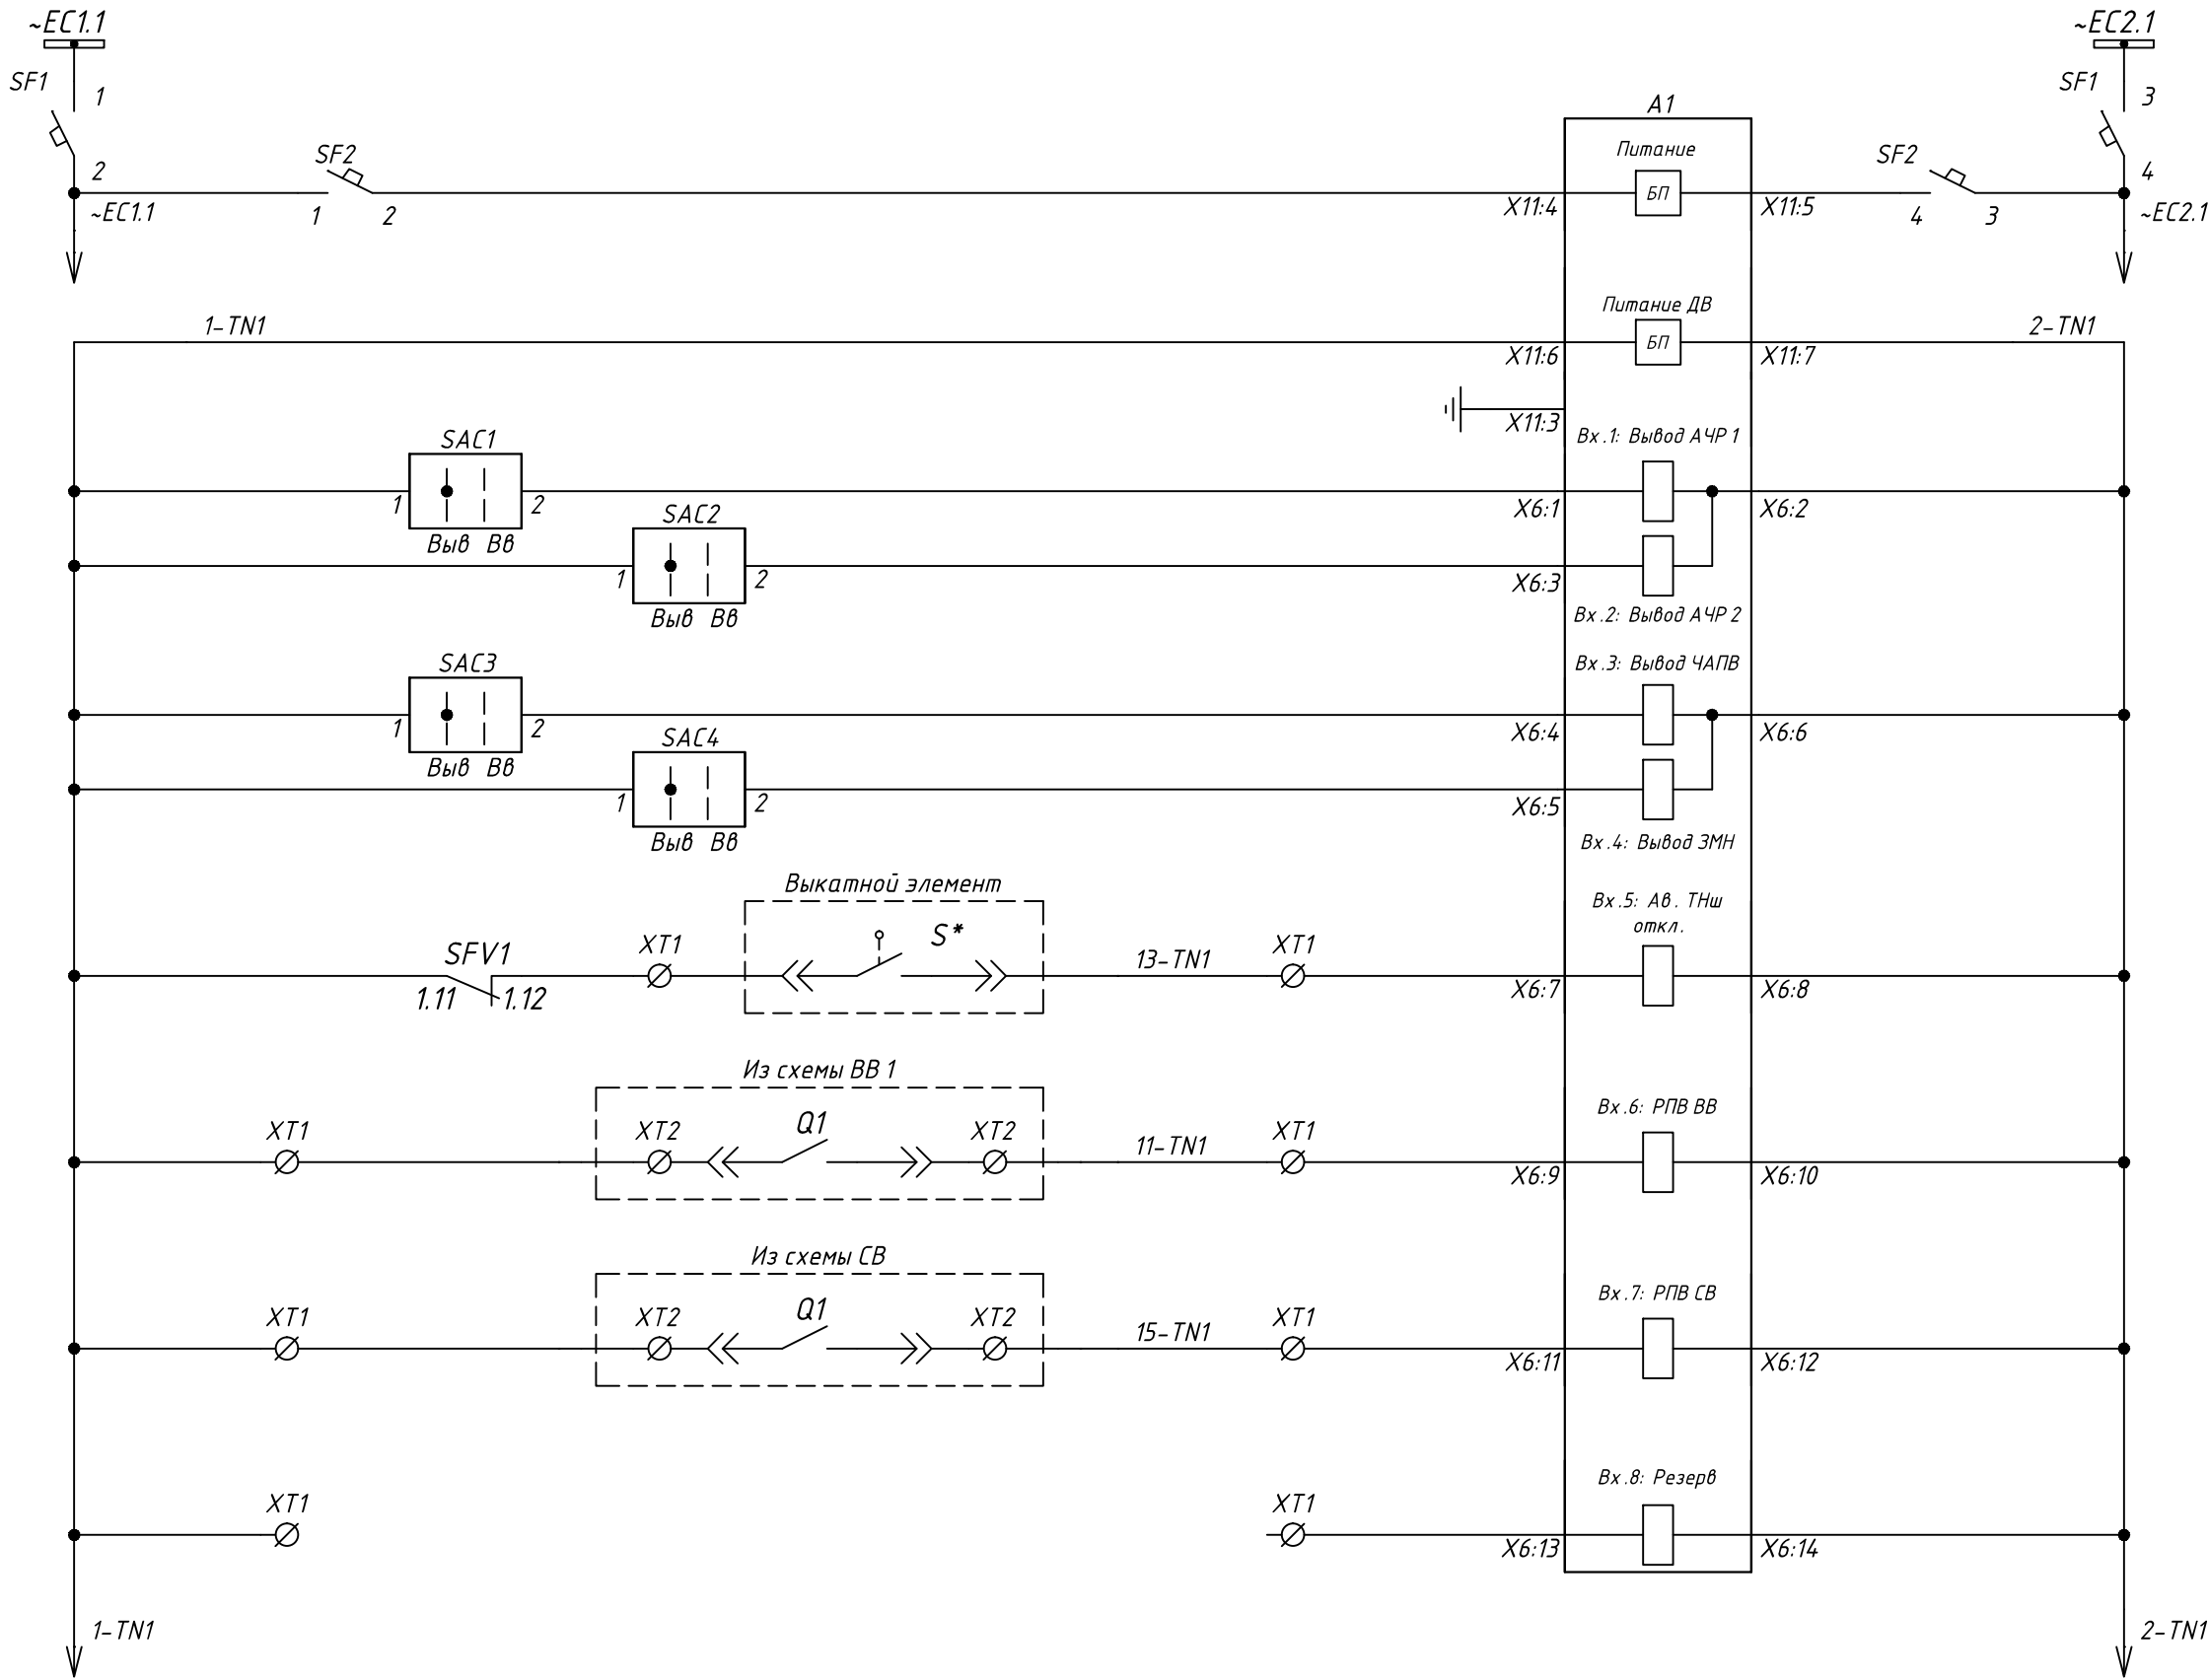 ~EC1.1
~EC2.1
SF1
1
SF1
3
A1
Питание
SF2
SF2
2
4
БП
~EC1.1
1
2
X11:4
X11:5
4
3
~EC2.1
Питание ДВ
1-TN1
2-TN1
БП
X11:6
X11:7
X11:3
SAC1
Вх.1: Вывод АЧР 1
1
2
X6:1
X6:2
Выв Вв
SAC2
1
2
X6:3
Выв Вв
Вх.2: Вывод АЧР 2
SAC3
Вх.3: Вывод ЧАПВ
1
2
X6:4
X6:6
Выв Вв
SAC4
1
2
X6:5
Выв Вв
Вх.4: Вывод ЗМН
Выкатной элемент
Вх.5: Ав. ТНш
откл.
SFV1
XT1
S*
13-TN1
XT1
1.11
1.12
X6:7
X6:8
Из схемы ВВ 1
Вх.6: РПВ ВВ
XT1
XT2
Q1
XT2
11-TN1
XT1
X6:9
X6:10
Из схемы СВ
Вх.7: РПВ СВ
XT1
XT2
Q1
XT2
15-TN1
XT1
X6:11
X6:12
Вх.8: Резерв
XT1
XT1
X6:13
X6:14
1-TN1
2-TN1